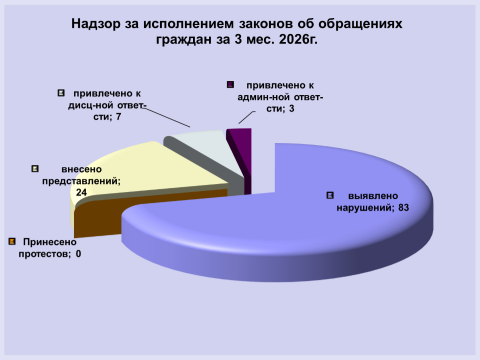 Надзор за исполнением законов об обращениях
граждан за 3 мес. 2026г.
привлечено к
дисц-ной ответ-
сти; 7
привлечено к
админ-ной ответ-
сти; 3
внесено
представлений;
24
выявлено
нарушений; 83
Принесено
протестов; 0